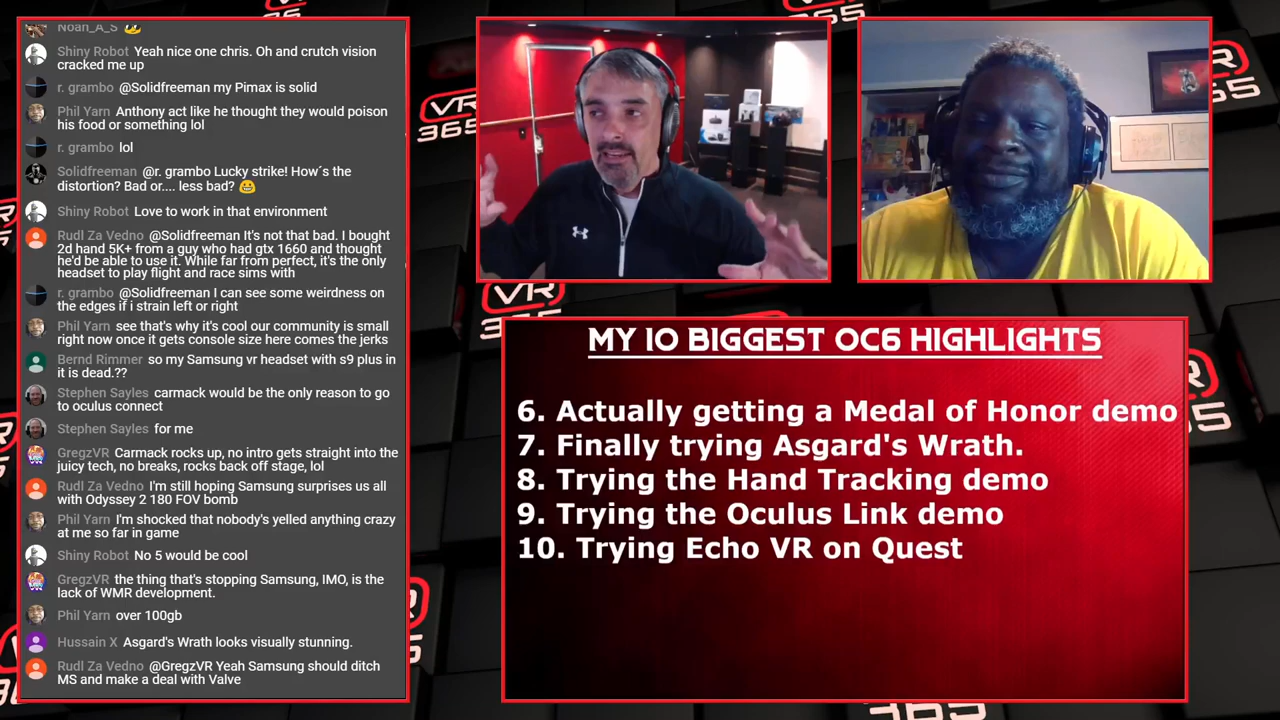 Noah_A_S
Shiny Robot Yeah nice one chris. Oh and crutch vision
cracked me up
r. grambo @Solidfreeman my Pimax is solid
Phil Yarn Anthony act like he thought they would poison
his food or something lol
r. grambo lol
Solidfreeman @r. grambo Lucky strike! How´s the
distortion? Bad or.... less bad? 😄
Shiny Robot Love to work in that environment
Rudl Za Vedno @Solidfreeman It's not that bad. I bought
2d hand 5K+ from a guy who had gtx 1660 and thought
he'd be able to use it. While far from perfect, it's the only
headset to play flight and race sims with
r. grambo @Solidfreeman I can see some weirdness on
the edges if i strain left or right
Phil Yarn see that's why it's cool our community is small
right now once it gets console size here comes the jerks
Bernd Rimmer so my Samsung vr headset with s9 plus in
it is dead.??
Stephen Sayles carmack would be the only reason to go
to oculus connect
Stephen Sayles for me
GregzVR Carmack rocks up, no intro gets straight into the
juicy tech, no breaks, rocks back off stage, lol
Rudl Za Vedno I'm still hoping Samsung surprises us all
with Odyssey 2 180 FOV bomb
Phil Yarn I'm shocked that nobody's yelled anything crazy
at me so far in game
Shiny Robot No 5 would be cool
GregzVR the thing that's stopping Samsung, IMO, is the
lack of WMR development.
Phil Yarn over 100gb
Hussain X Asgard's Wrath looks visually stunning.
Rudl Za Vedno @GregzVR Yeah Samsung should ditch
MS and make a deal with Valve
VR
365
MY 10 BIGGEST OC6 HIGHLIGHTS
6. Actually getting a Medal of Honor demo
7. Finally trying Asgard's Wrath.
8. Trying the Hand Tracking demo
9. Trying the Oculus Link demo
10. Trying Echo VR on Quest